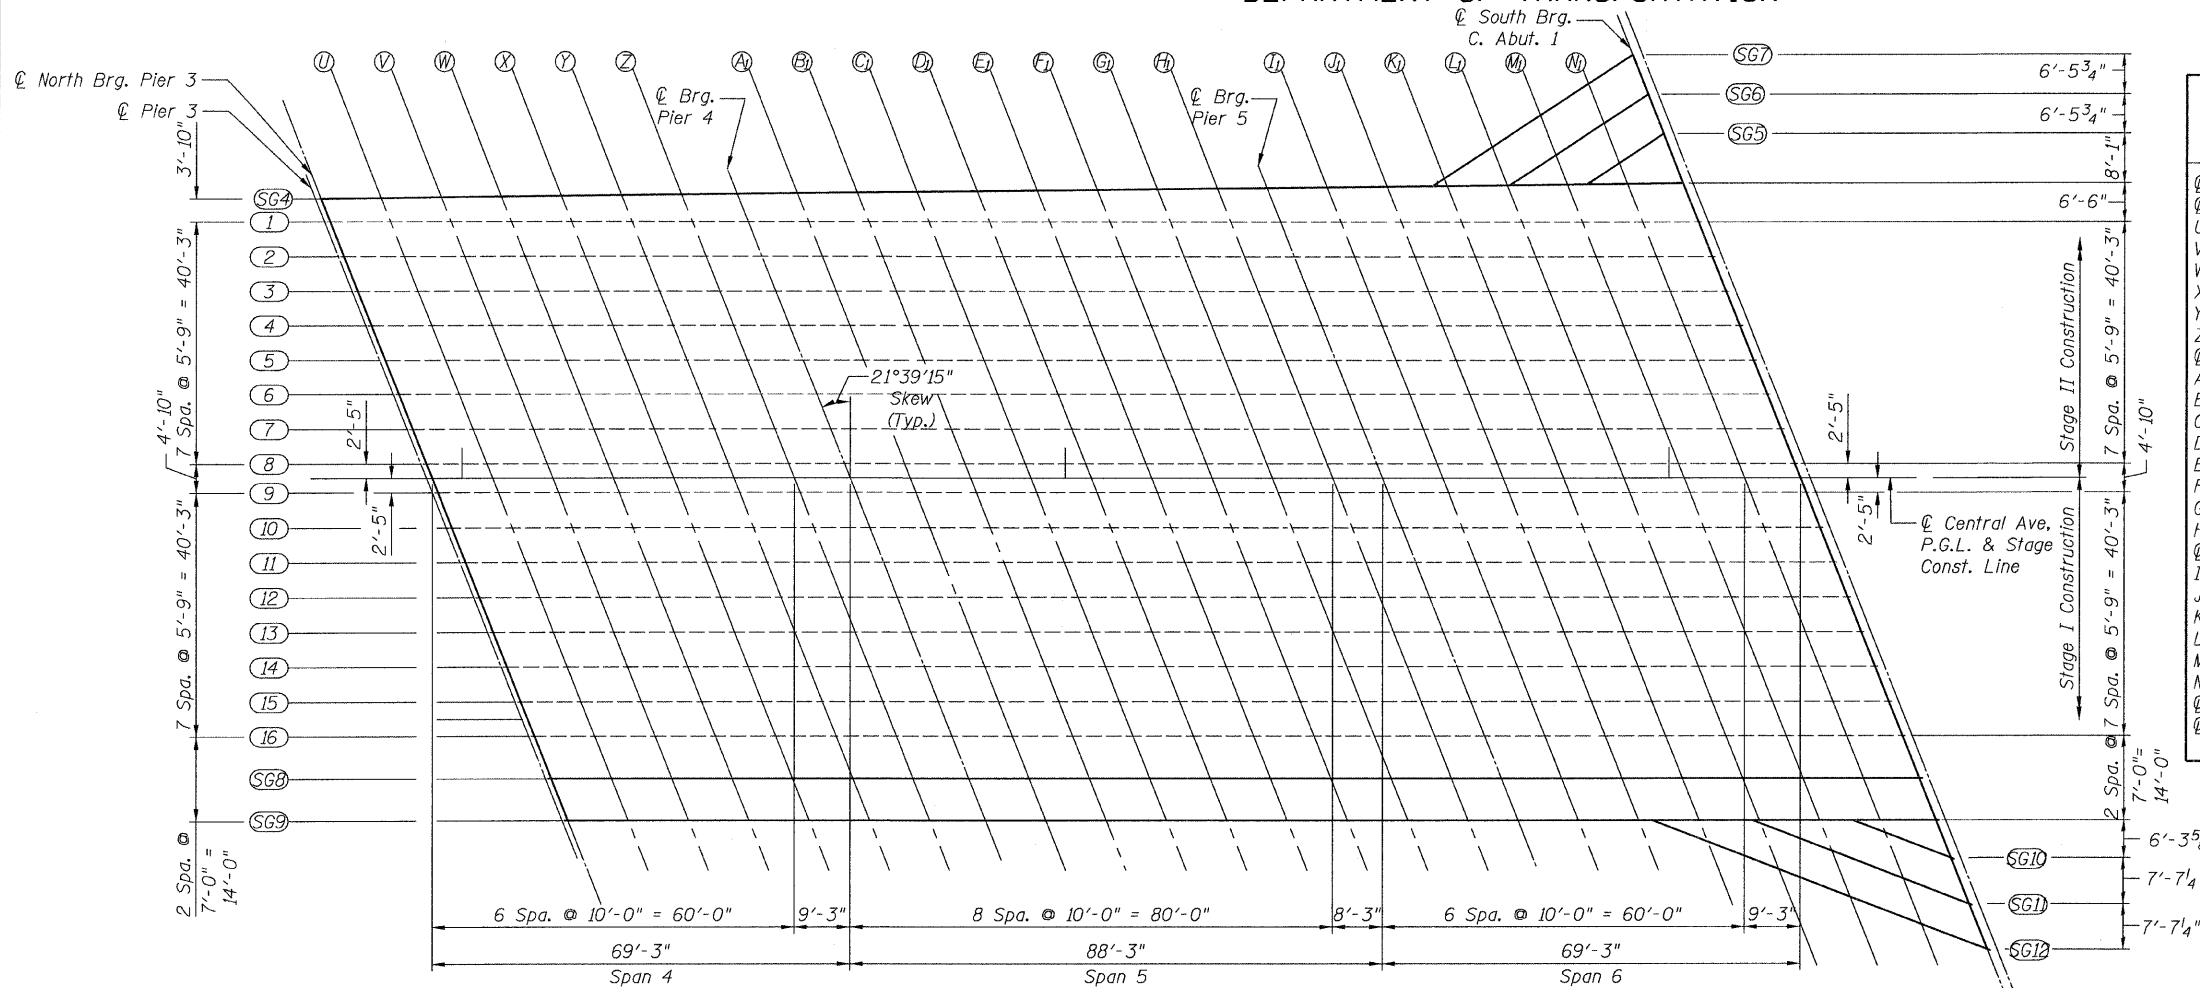 DEPARTMENT OF TRANSPORTATION
℄ South Brg.
C. Abut. 1
U V W X Y Z A1 B1 C1 D1 E1 F1 G1 H1 I1 J1 K1 L1 M1 N1
℄ North Brg. Pier 3
℄ Pier 3
℄ Brg.
Pier 4
℄ Brg.
Pier 5
SG7
SG6
SG5
6'-5¾"
6'-5¾"
8'-1"
6'-6"
3'-10"
SG4
1
2
3
4
5
6
7
8
9
10
11
12
13
14
15
16
SG8
SG9
7 Spa. @ 5'-9" = 40'-3"
4'-10"
7 Spa. @ 5'-9" = 40'-3"
2 Spa. @
7'-0" =
14'-0"
2'-5"
2'-5"
21°39'15"
Skew
(Typ.)
2'-5"
2'-5"
℄ Central Ave,
P.G.L. & Stage
Const. Line
Stage II Construction
Stage I Construction
7 Spa. @ 5'-9" = 40'-3"
4'-10"
7 Spa. @ 5'-9" = 40'-3"
2 Spa. @
7'-0"=
14'-0"
SG10
SG11
SG12
7'-7¼
7'-7¼"
6 Spa. @ 10'-0" = 60'-0"
9'-3"
8 Spa. @ 10'-0" = 80'-0"
8'-3"
6 Spa. @ 10'-0" = 60'-0"
9'-3"
69'-3"
88'-3"
69'-3"
Span 4
Span 5
Span 6